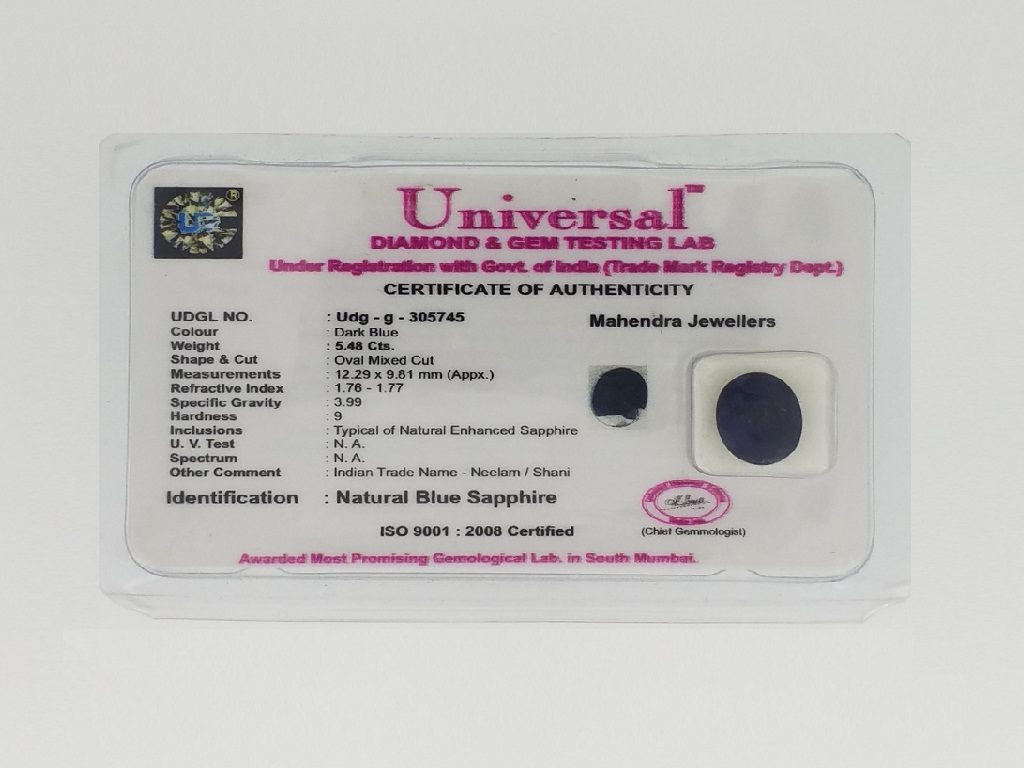 Universal™
DIAMOND & GEM TESTING LAB
Under Registration with Govt. of India (Trade Mark Registry Dept.)
CERTIFICATE OF AUTHENTICITY
UDGL NO. : Udg - g - 305745
Mahendra Jewellers
Colour : Dark Blue
Weight : 5.48 Cts.
Shape & Cut : Oval Mixed Cut
Measurements : 12.29 x 9.81 mm (Appx.)
Refractive Index : 1.76 - 1.77
Specific Gravity : 3.99
Hardness : 9
Inclusions : Typical of Natural Enhanced Sapphire
U. V. Test : N. A.
Spectrum : N. A.
Other Comment : Indian Trade Name - Neelam / Shani
Identification : Natural Blue Sapphire
ISO 9001 : 2008 Certified
(Chief Gemmologist)
Awarded Most Promising Gemological Lab. in South Mumbai.